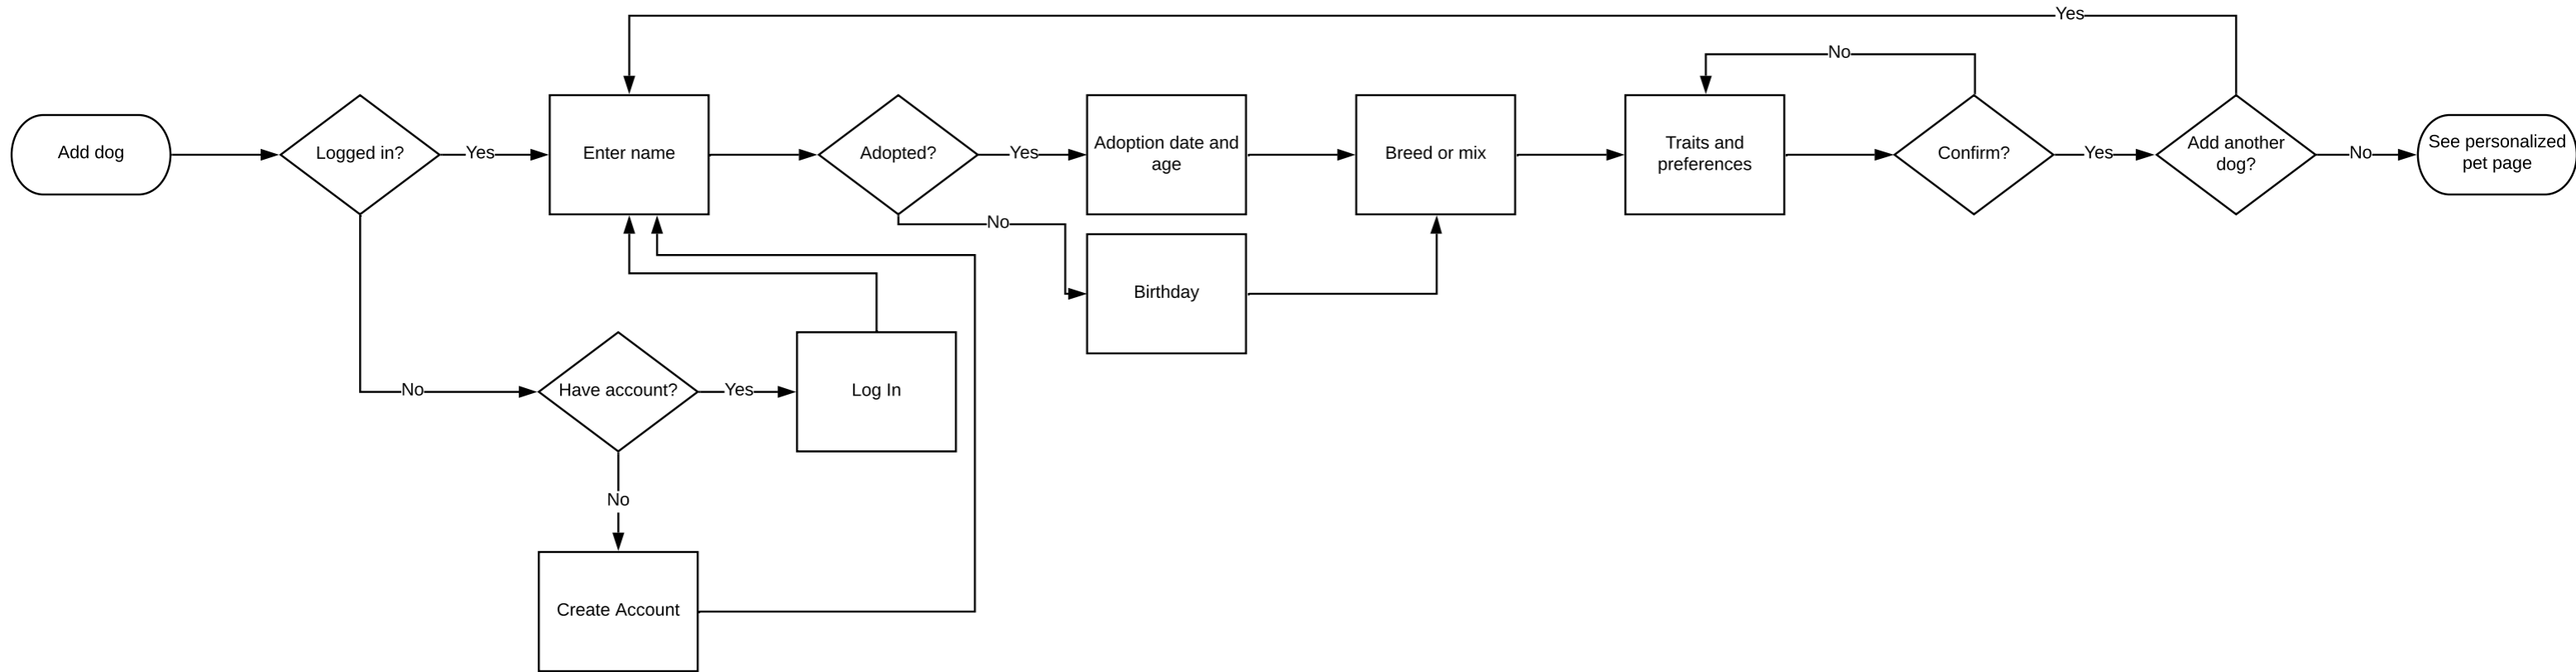 Yes
No
Add dog
Logged in?
Yes
Enter name
Adopted?
Yes
Adoption date and
age
Breed or mix
Traits and
preferences
Confirm?
Yes
Add another
dog?
No
See personalized
pet page
No
Birthday
No
Have account?
Yes
Log In
No
Create Account